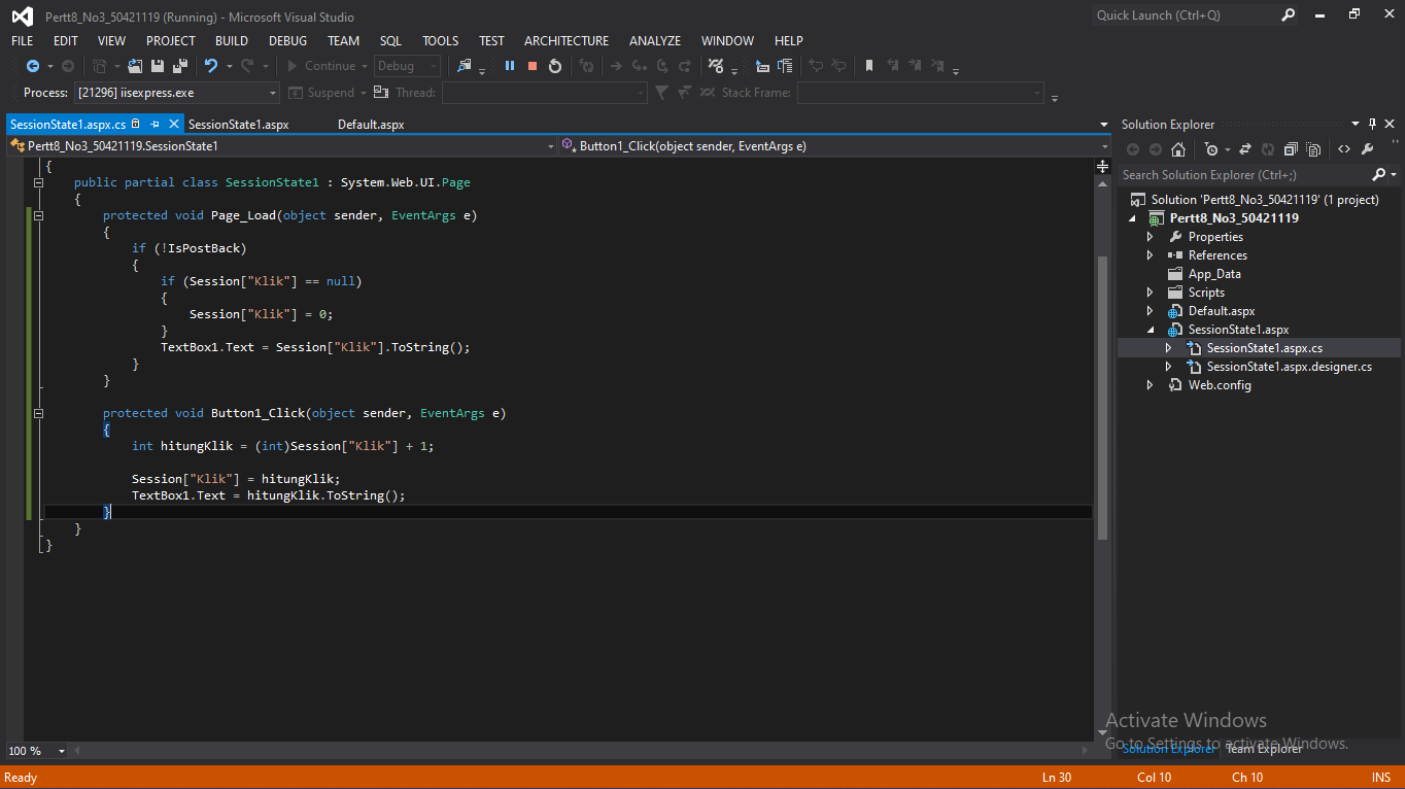 Pertt8_No3_50421119 (Running) - Microsoft Visual Studio
Quick Launch (Ctrl+Q)
FILE EDIT VIEW PROJECT BUILD DEBUG TEAM SQL TOOLS TEST ARCHITECTURE ANALYZE WINDOW HELP
Continue Debug
Process: [21296] iisexpress.exe Suspend Thread: Stack Frame:
SessionState1.aspx.cs SessionState1.aspx Default.aspx
Pertt8_No3_50421119.SessionState1 Button1_Click(object sender, EventArgs e)
{
public partial class SessionState1 : System.Web.UI.Page
{
protected void Page_Load(object sender, EventArgs e)
{
if (!IsPostBack)
{
if (Session["Klik"] == null)
{
Session["Klik"] = 0;
}
TextBox1.Text = Session["Klik"].ToString();
}
}
protected void Button1_Click(object sender, EventArgs e)
{
int hitungKlik = (int)Session["Klik"] + 1;
Session["Klik"] = hitungKlik;
TextBox1.Text = hitungKlik.ToString();
}
}
}
100 %
Solution Explorer
Search Solution Explorer (Ctrl+;)
Solution 'Pertt8_No3_50421119' (1 project)
Pertt8_No3_50421119
Properties
References
App_Data
Scripts
Default.aspx
SessionState1.aspx
SessionState1.aspx.cs
SessionState1.aspx.designer.cs
Web.config
Activate Windows
Go to Settings to activate Windows.
Solution Explorer Team Explorer
Ready Ln 30 Col 10 Ch 10 INS